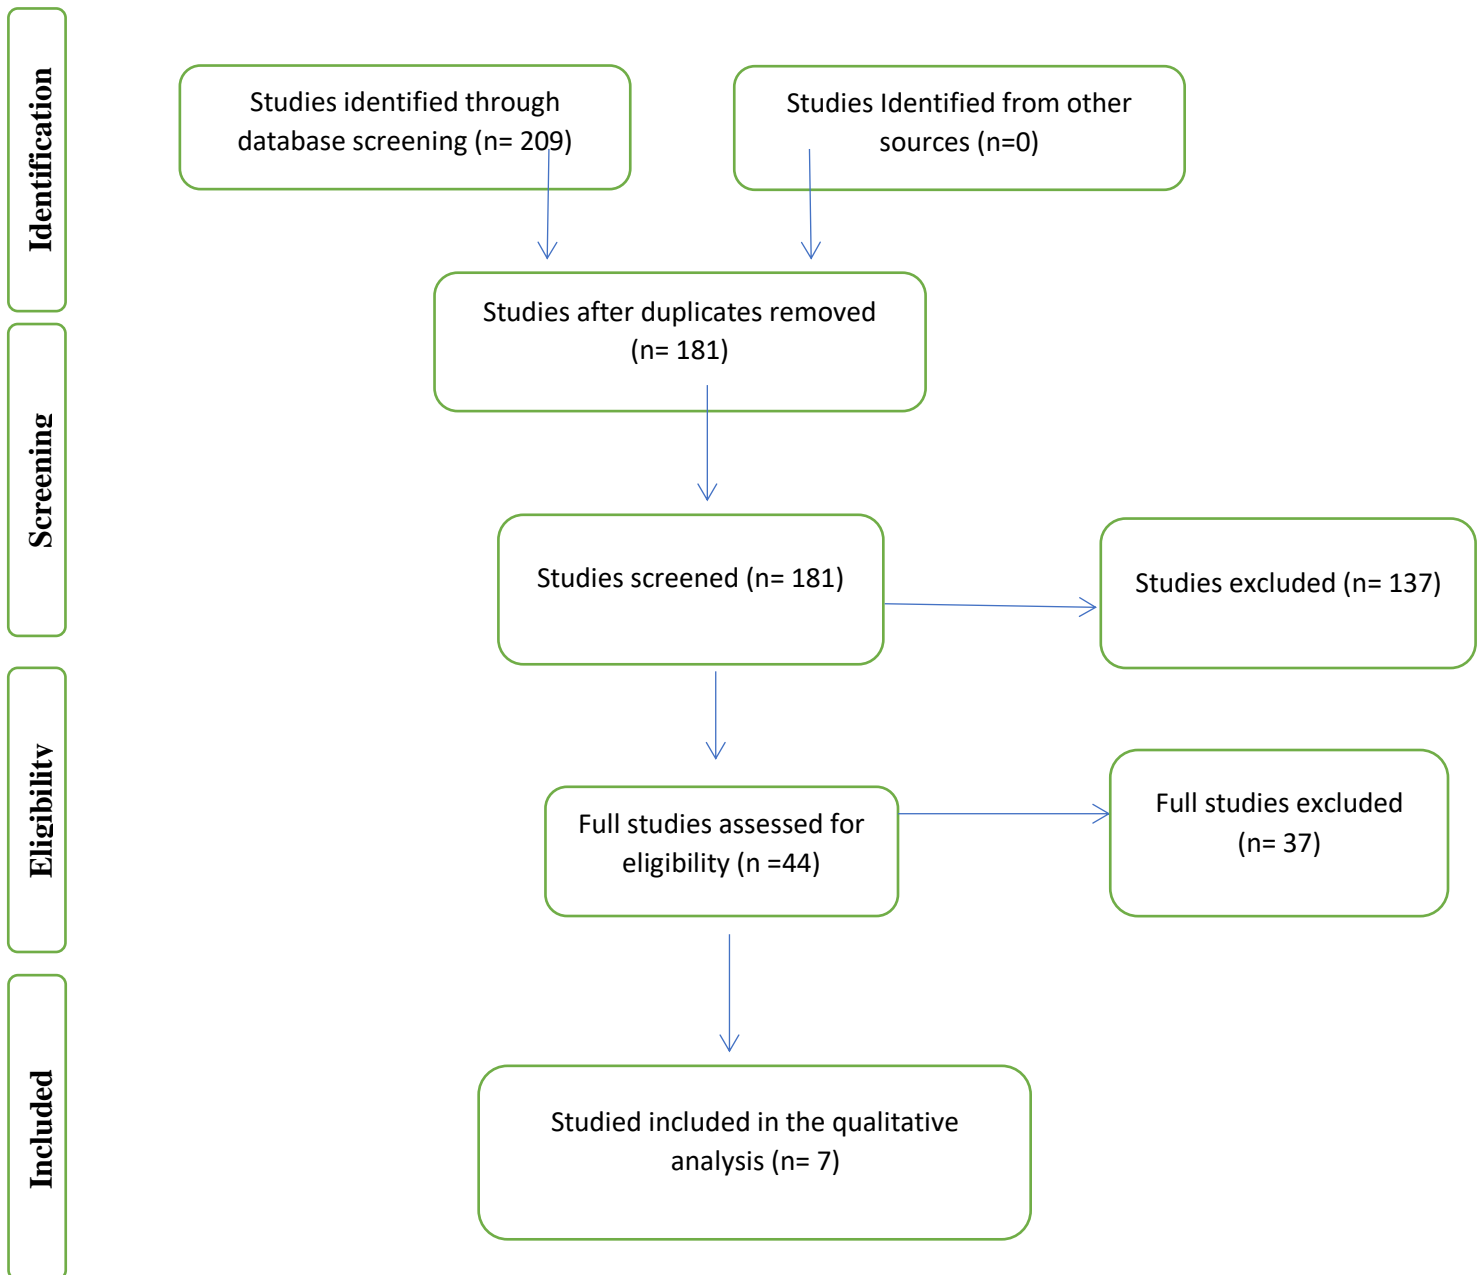 Identification
Studies identified through
database screening (n= 209)
Studies Identified from other
sources (n=0)
Studies after duplicates removed
(n= 181)
Screening
Studies screened (n= 181)
Studies excluded (n= 137)
Eligibility
Full studies assessed for
eligibility (n =44)
Full studies excluded
(n= 37)
Included
Studied included in the qualitative
analysis (n= 7)